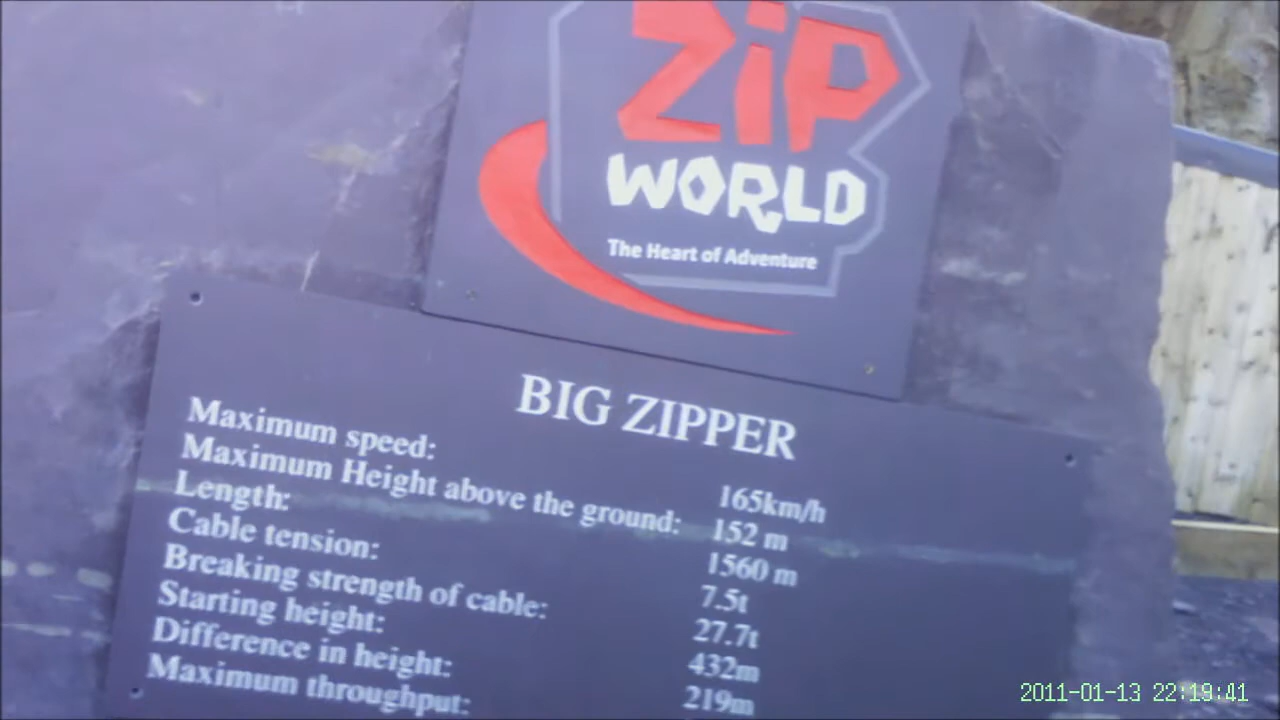 ZiP
WORLD
The Heart of Adventure
BIG ZIPPER
Maximum speed: 165km/h
Maximum Height above the ground: 152 m
Length: 1560 m
Cable tension: 7.5t
Breaking strength of cable: 27.7t
Starting height: 432m
Difference in height: 219m
Maximum throughput:
2011-01-13 22:19:41